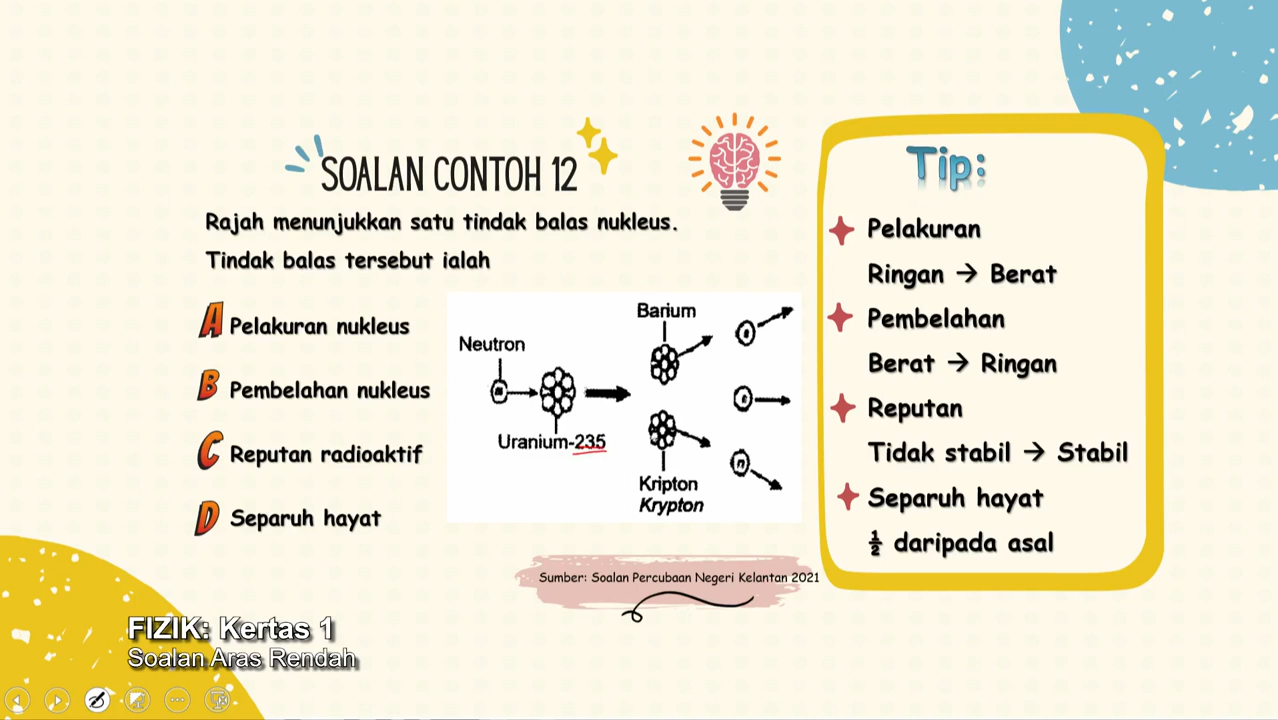 SOALAN CONTOH 12
Rajah menunjukkan satu tindak balas nukleus.
Tindak balas tersebut ialah
A Pelakuran nukleus
B Pembelahan nukleus
C Reputan radioaktif
D Separuh hayat
Neutron
Uranium-235
Barium
Kripton
Krypton
n
Sumber: Soalan Percubaan Negeri Kelantan 2021
Tip:
Pelakuran
Ringan → Berat
Pembelahan
Berat → Ringan
Reputan
Tidak stabil → Stabil
Separuh hayat
½ daripada asal
FIZIK: Kertas 1
Soalan Aras Rendah